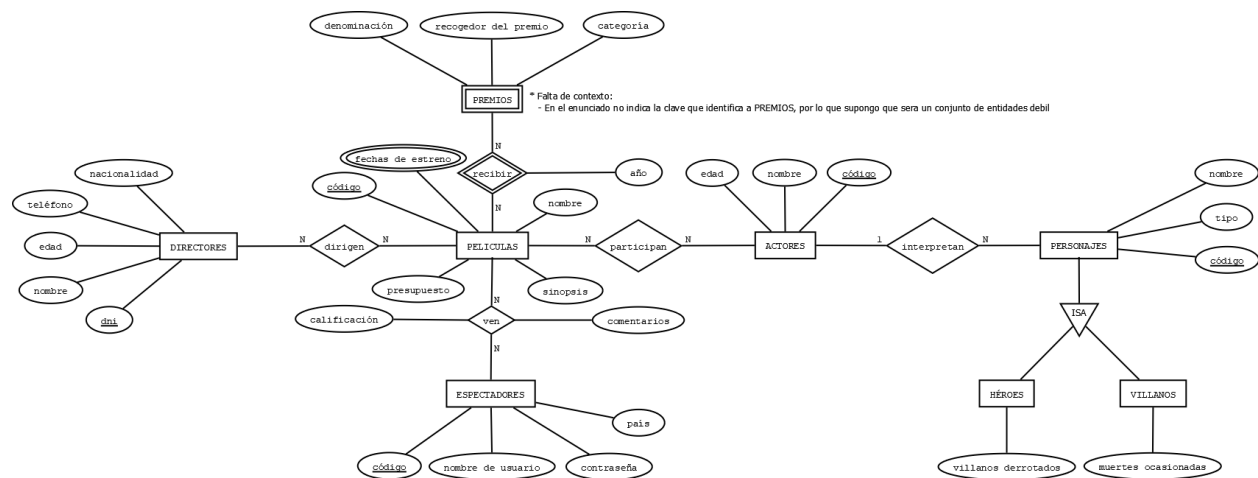 denominación
recogedor del premio
categoría
PREMIOS
* Falta de contexto:
- En el enunciado no indica la clave que identifica a PREMIOS, por lo que supongo que sera un conjunto de entidades debil
N
fechas de estreno
recibir
año
N
nacionalidad
código
nombre
edad
nombre
código
nombre
teléfono
tipo
edad
DIRECTORES
N
dirigen
N
PELICULAS
N
participan
N
ACTORES
1
interpretan
N
PERSONAJES
código
nombre
presupuesto
sinopsis
dni
N
calificación
ven
comentarios
N
ISA
ESPECTADORES
HÉROES
VILLANOS
país
código
nombre de usuario
contraseña
villanos derrotados
muertes ocasionadas